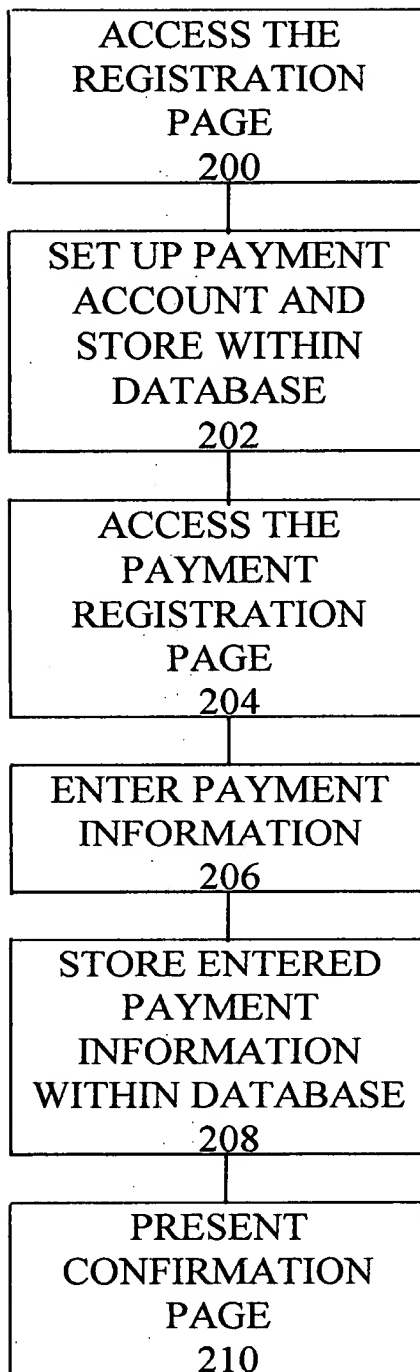 ACCESS THE
REGISTRATION
PAGE
200
SET UP PAYMENT
ACCOUNT AND
STORE WITHIN
DATABASE
202
ACCESS THE
PAYMENT
REGISTRATION
PAGE
204
ENTER PAYMENT
INFORMATION
206
STORE ENTERED
PAYMENT
INFORMATION
WITHIN DATABASE
208
PRESENT
CONFIRMATION
PAGE
210